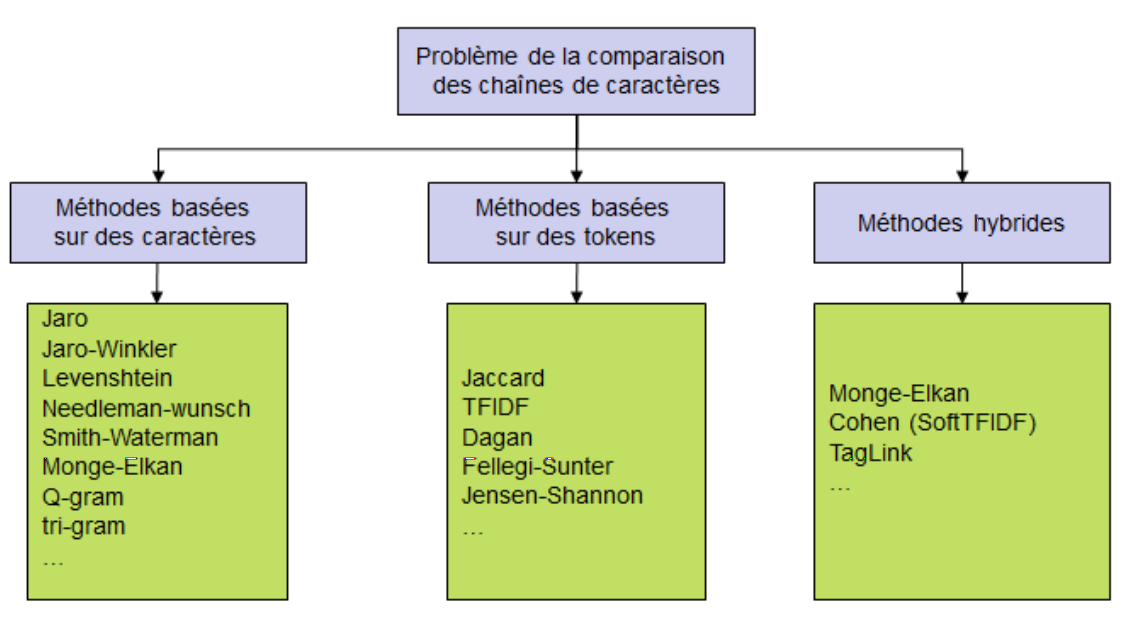 Problème de la comparaison
des chaînes de caractères
Méthodes basées
sur des caractères
Méthodes basées
sur des tokens
Méthodes hybrides
Jaro
Jaro-Winkler
Levenshtein
Needleman-wunsch
Smith-Waterman
Monge-Elkan
Q-gram
tri-gram
…
Jaccard
TFIDF
Dagan
Fellegi-Sunter
Jensen-Shannon
…
Monge-Elkan
Cohen (SoftTFIDF)
TagLink
…